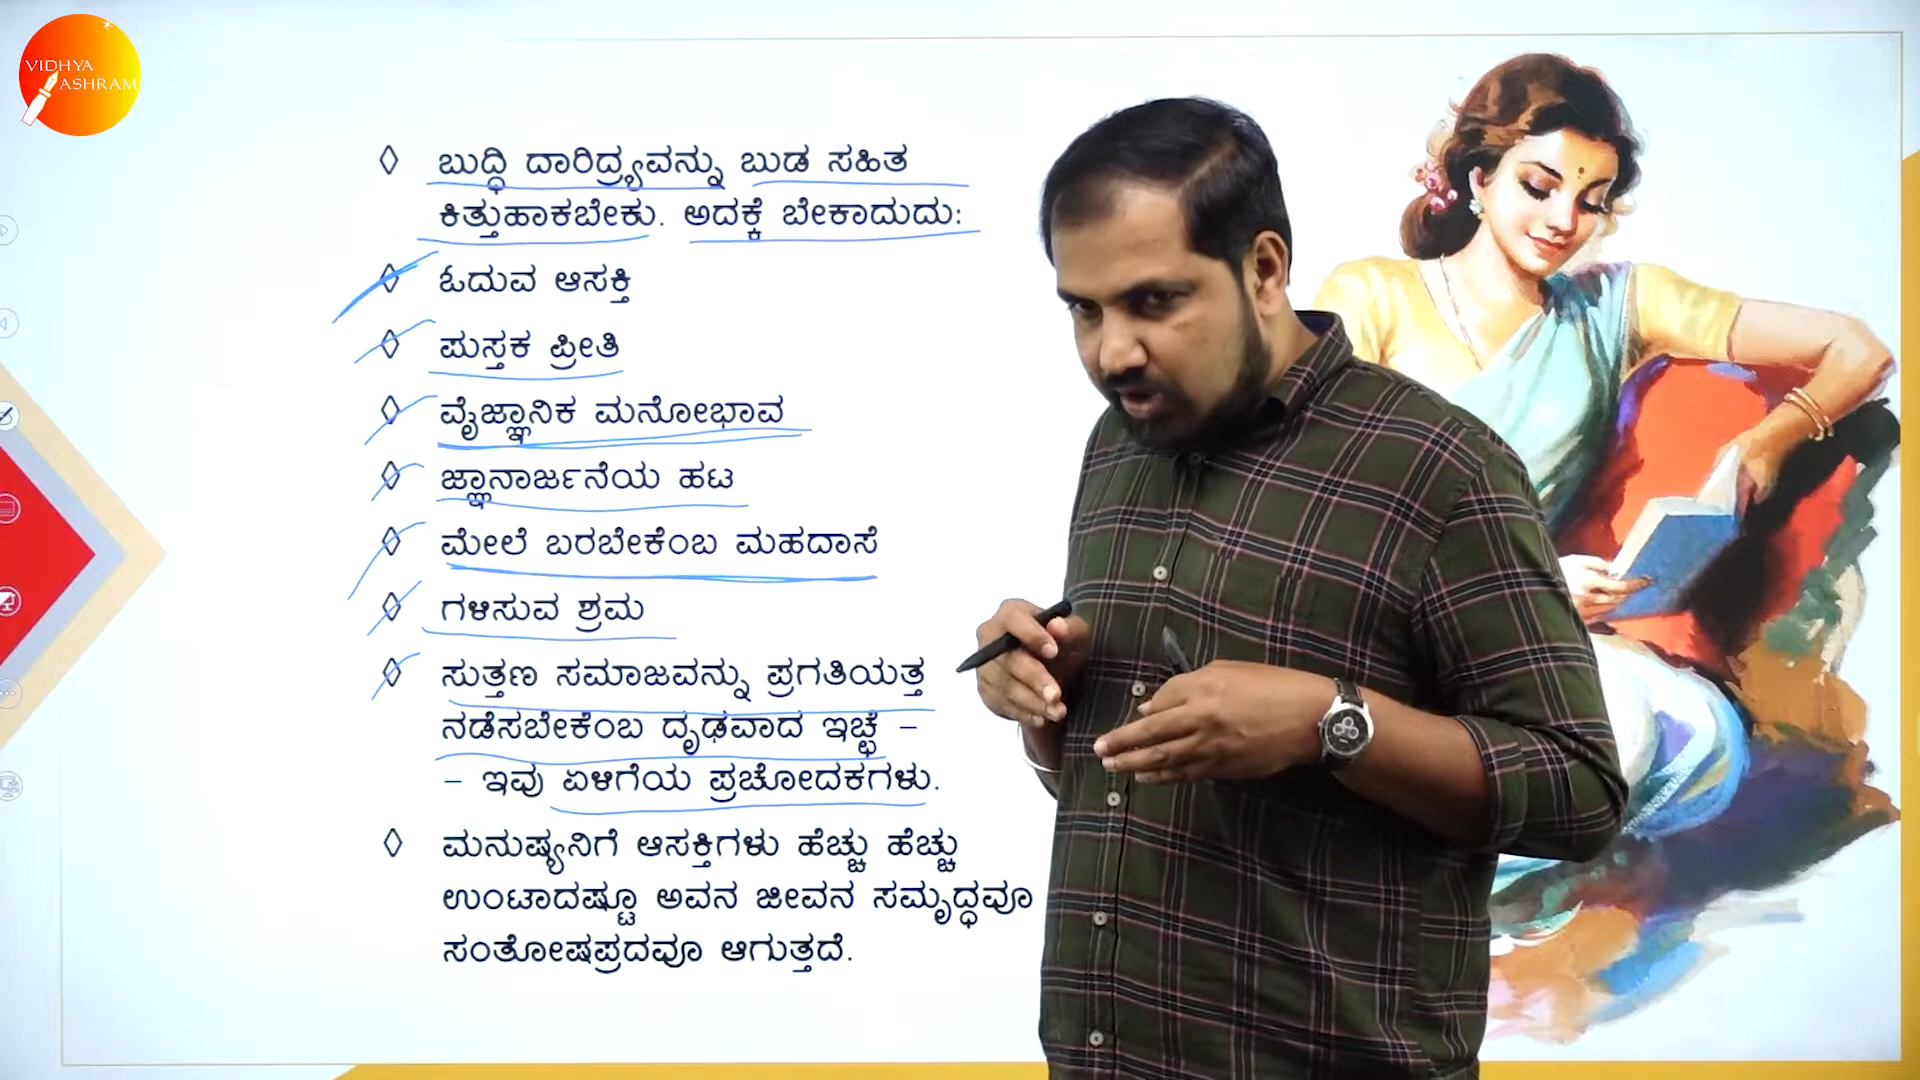 VIDHYA
ASHRAM
ಬುದ್ಧಿ ದಾರಿದ್ರ್ಯವನ್ನು ಬುಡ ಸಹಿತ
ಕಿತ್ತುಹಾಕಬೇಕು. ಅದಕ್ಕೆ ಬೇಕಾದುದು:
ಓದುವ ಆಸಕ್ತಿ
ಪುಸ್ತಕ ಪ್ರೀತಿ
ವೈಜ್ಞಾನಿಕ ಮನೋಭಾವ
ಜ್ಞಾನಾರ್ಜನೆಯ ಹಟ
ಮೇಲೆ ಬರಬೇಕೆಂಬ ಮಹದಾಸೆ
ಗಳಿಸುವ ಶ್ರಮ
ಸುತ್ತಣ ಸಮಾಜವನ್ನು ಪ್ರಗತಿಯತ್ತ
ನಡೆಸಬೇಕೆಂಬ ದೃಢವಾದ ಇಚ್ಛೆ –
– ಇವು ಏಳಿಗೆಯ ಪ್ರಚೋದಕಗಳು.
ಮನುಷ್ಯನಿಗೆ ಆಸಕ್ತಿಗಳು ಹೆಚ್ಚು ಹೆಚ್ಚು
ಉಂಟಾದಷ್ಟೂ ಅವನ ಜೀವನ ಸಮೃದ್ಧವೂ
ಸಂತೋಷಪ್ರದವೂ ಆಗುತ್ತದೆ.